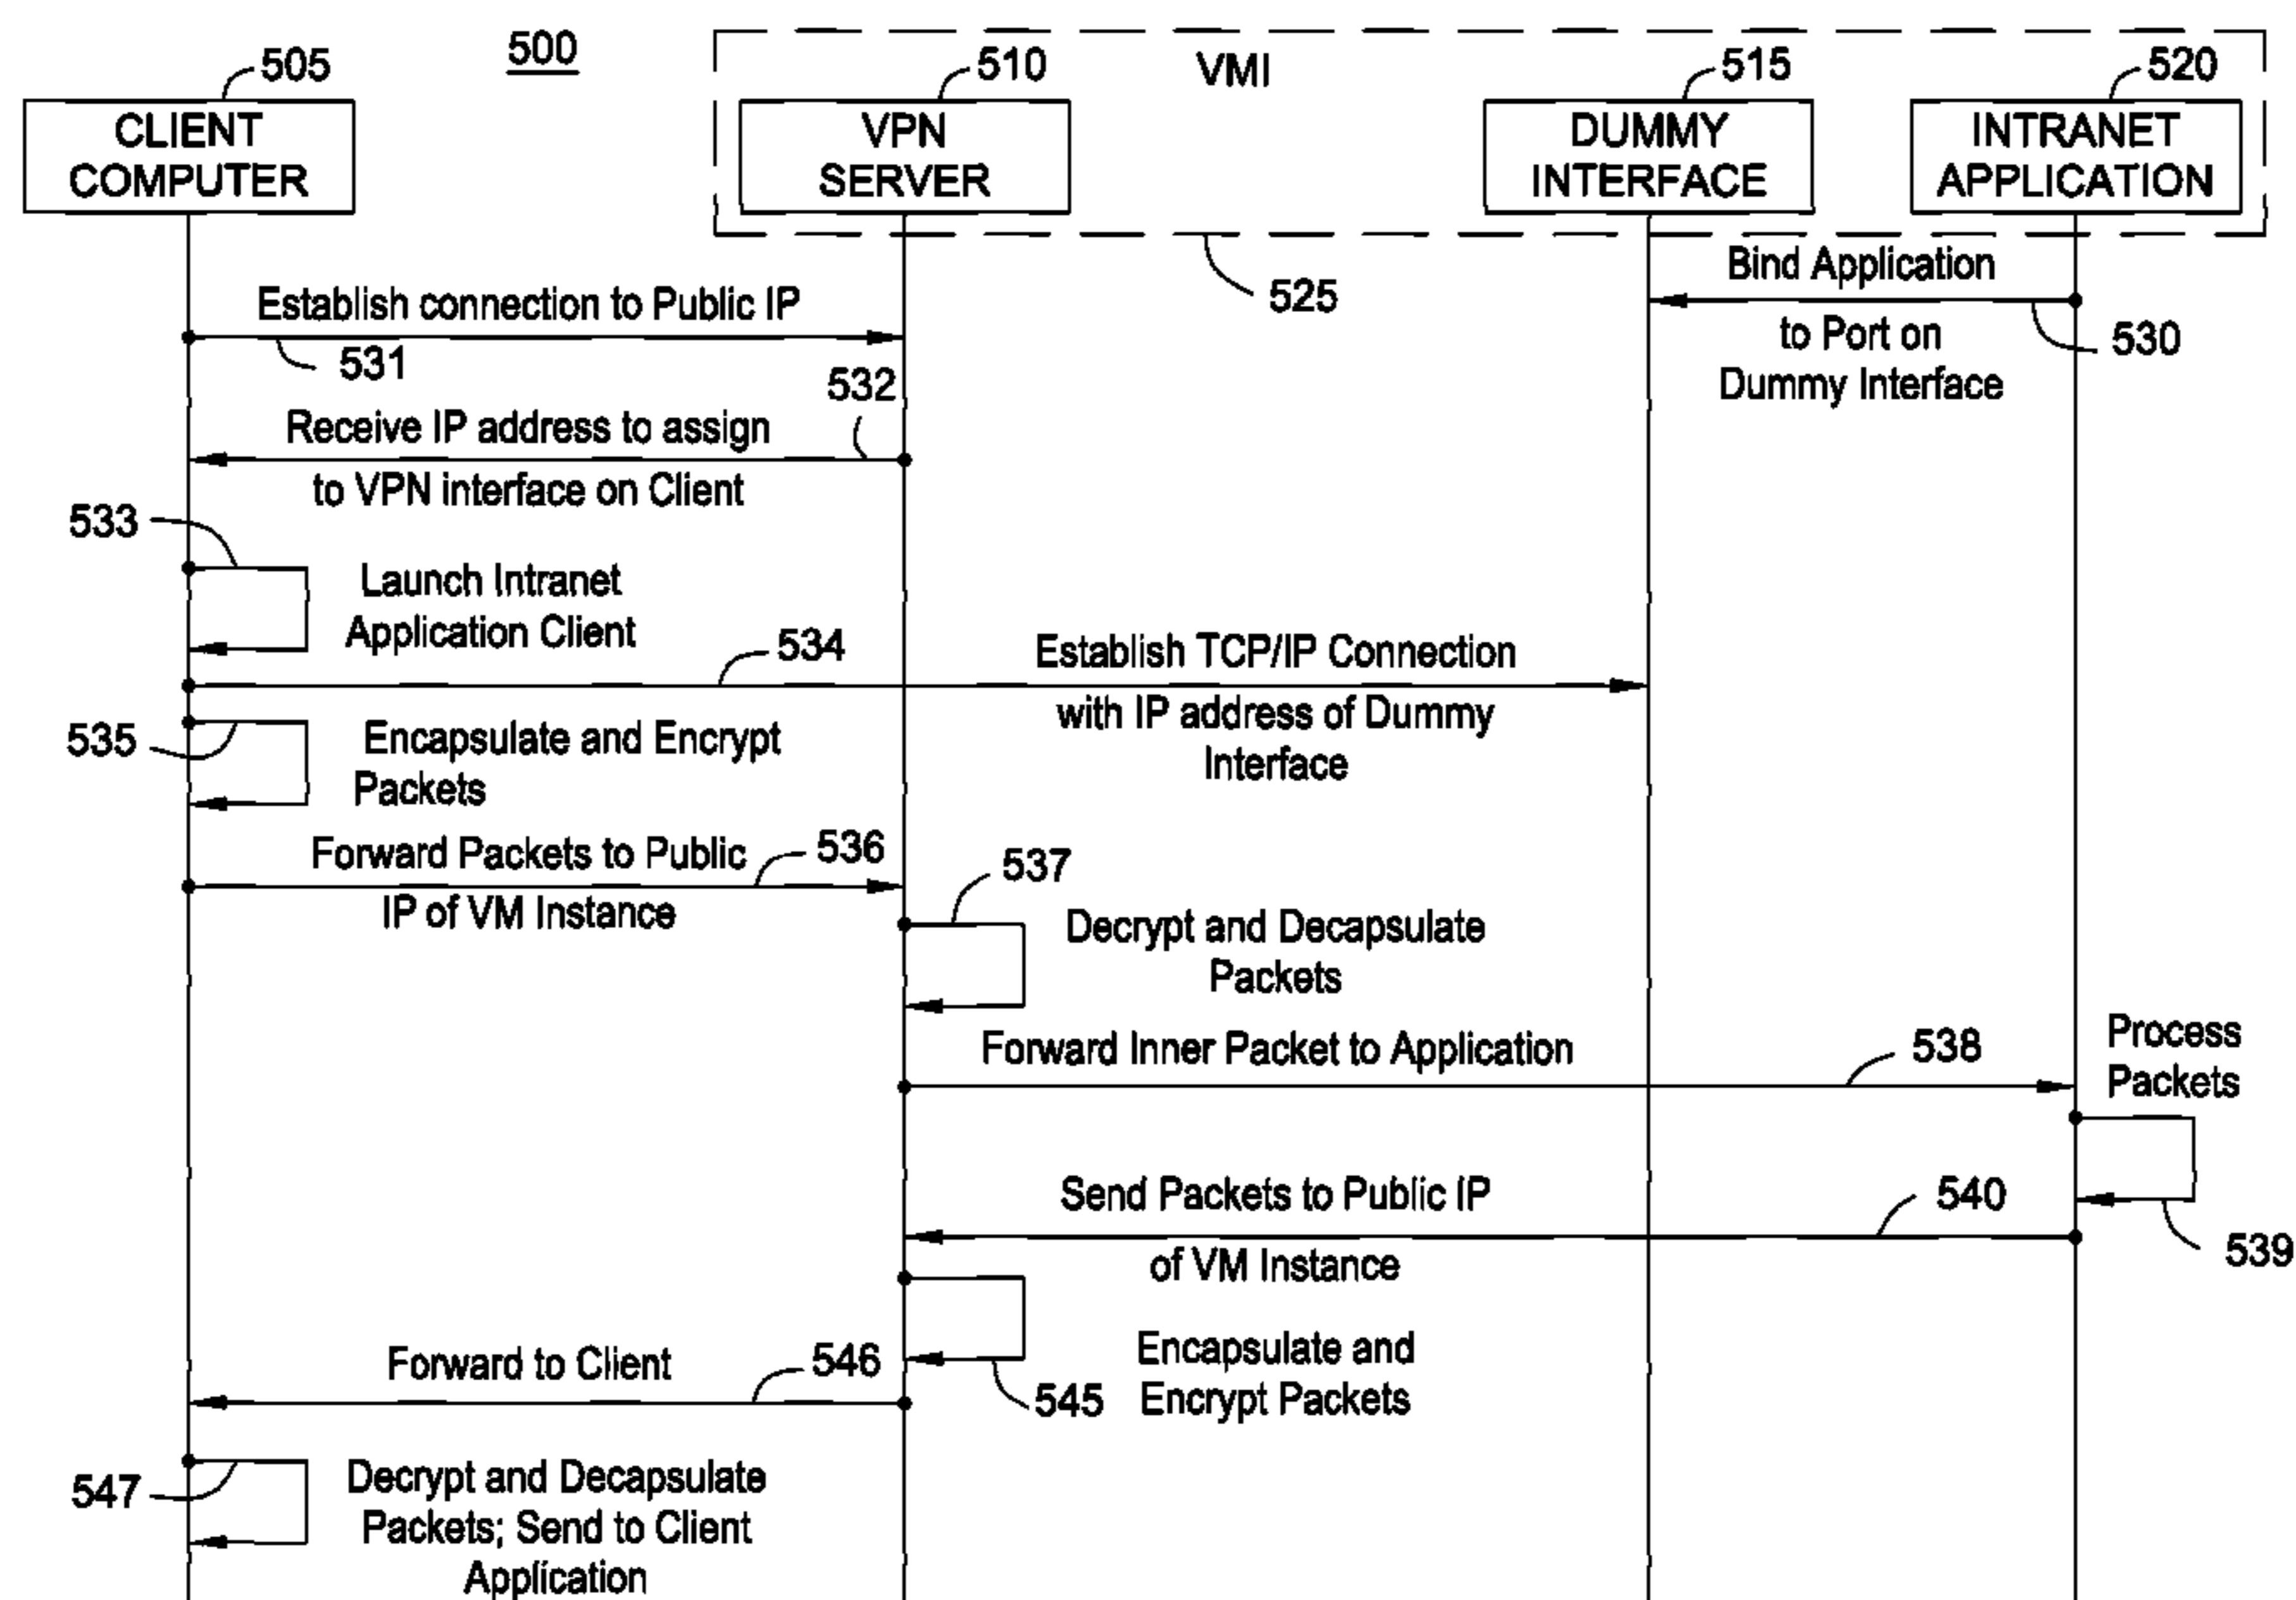 500
505
CLIENT
COMPUTER
VMI
510
VPN
SERVER
515
DUMMY
INTERFACE
520
INTRANET
APPLICATION
525
Bind Application
to Port on
Dummy Interface
530
Establish connection to Public IP
531
532
Receive IP address to assign
to VPN interface on Client
533
Launch Intranet
Application Client
534
Establish TCP/IP Connection
with IP address of Dummy
Interface
535
Encapsulate and Encrypt
Packets
Forward Packets to Public
IP of VM Instance
536
537
Decrypt and Decapsulate
Packets
Forward Inner Packet to Application
538
Process
Packets
539
Send Packets to Public IP
of VM Instance
540
Encapsulate and
Encrypt Packets
545
Forward to Client
546
547
Decrypt and Decapsulate
Packets; Send to Client
Application